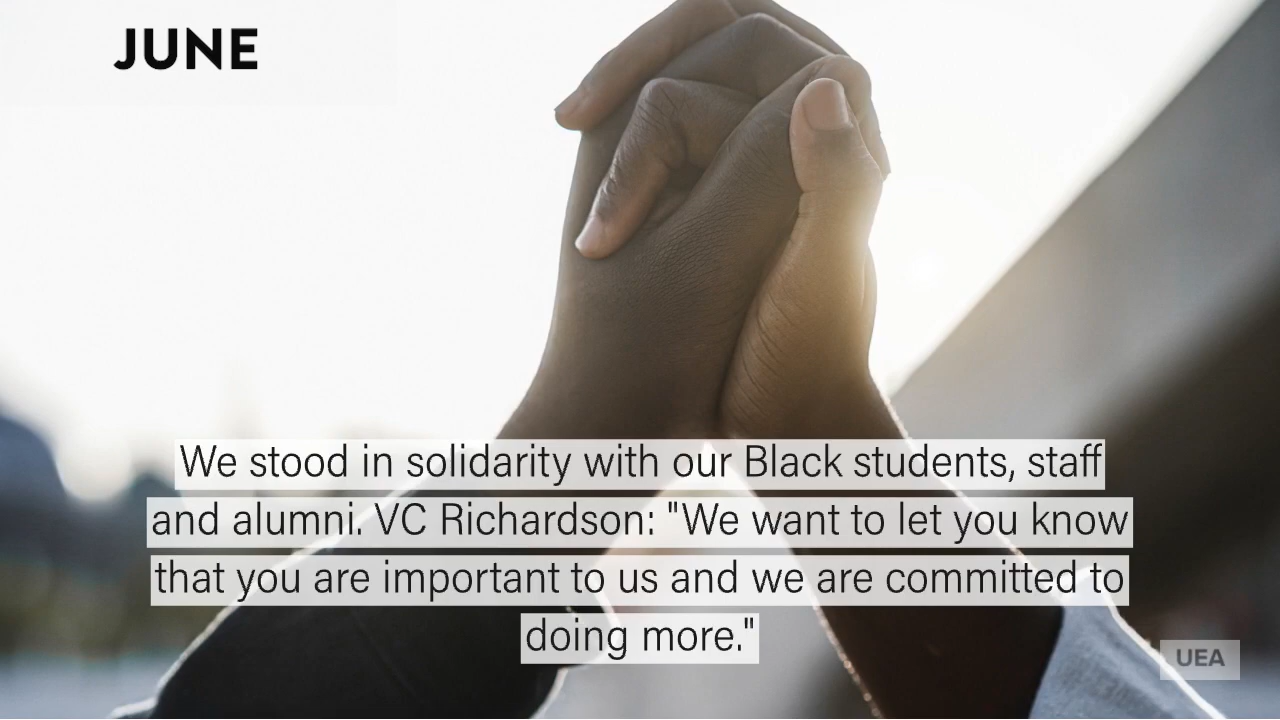 JUNE
We stood in solidarity with our Black students, staff
and alumni. VC Richardson: "We want to let you know
that you are important to us and we are committed to
doing more."
UEA